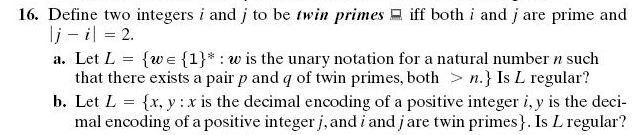 16. Define two integers i and j to be twin primes 🖳 iff both i and j are prime and
|j − i| = 2.
a. Let L = {w ∈ {1}* : w is the unary notation for a natural number n such
that there exists a pair p and q of twin primes, both > n.} Is L regular?
b. Let L = {x, y : x is the decimal encoding of a positive integer i, y is the deci-
mal encoding of a positive integer j, and i and j are twin primes}. Is L regular?